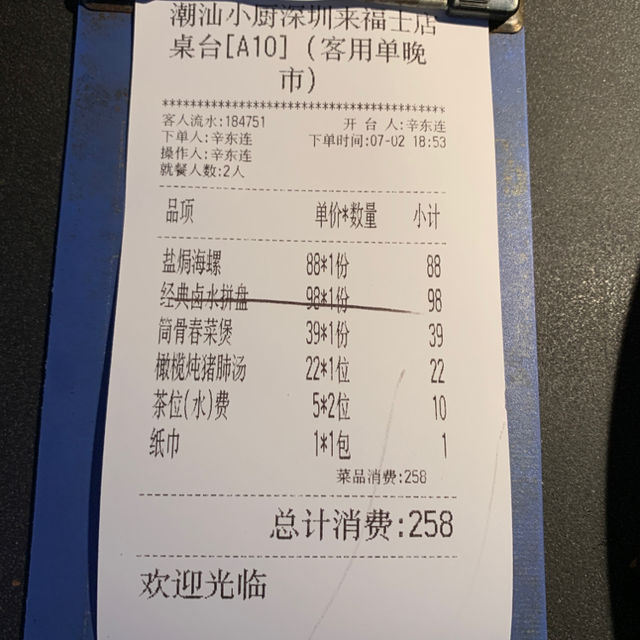 潮汕小厨深圳来福士店
桌台[A10] (客用单晚
市)
******************************************
客人流水:184751 开 台 人:辛东连
下单人:辛东连 下单时间:07-02 18:53
操作人:辛东连
就餐人数:2人
品项 单价*数量 小计
盐焗海螺 88*1份 88
经典卤水拼盘 98*1份 98
筒骨春菜煲 39*1份 39
橄榄炖猪肺汤 22*1位 22
茶位(水)费 5*2位 10
纸巾 1*1包 1
菜品消费:258
总计消费:258
欢迎光临